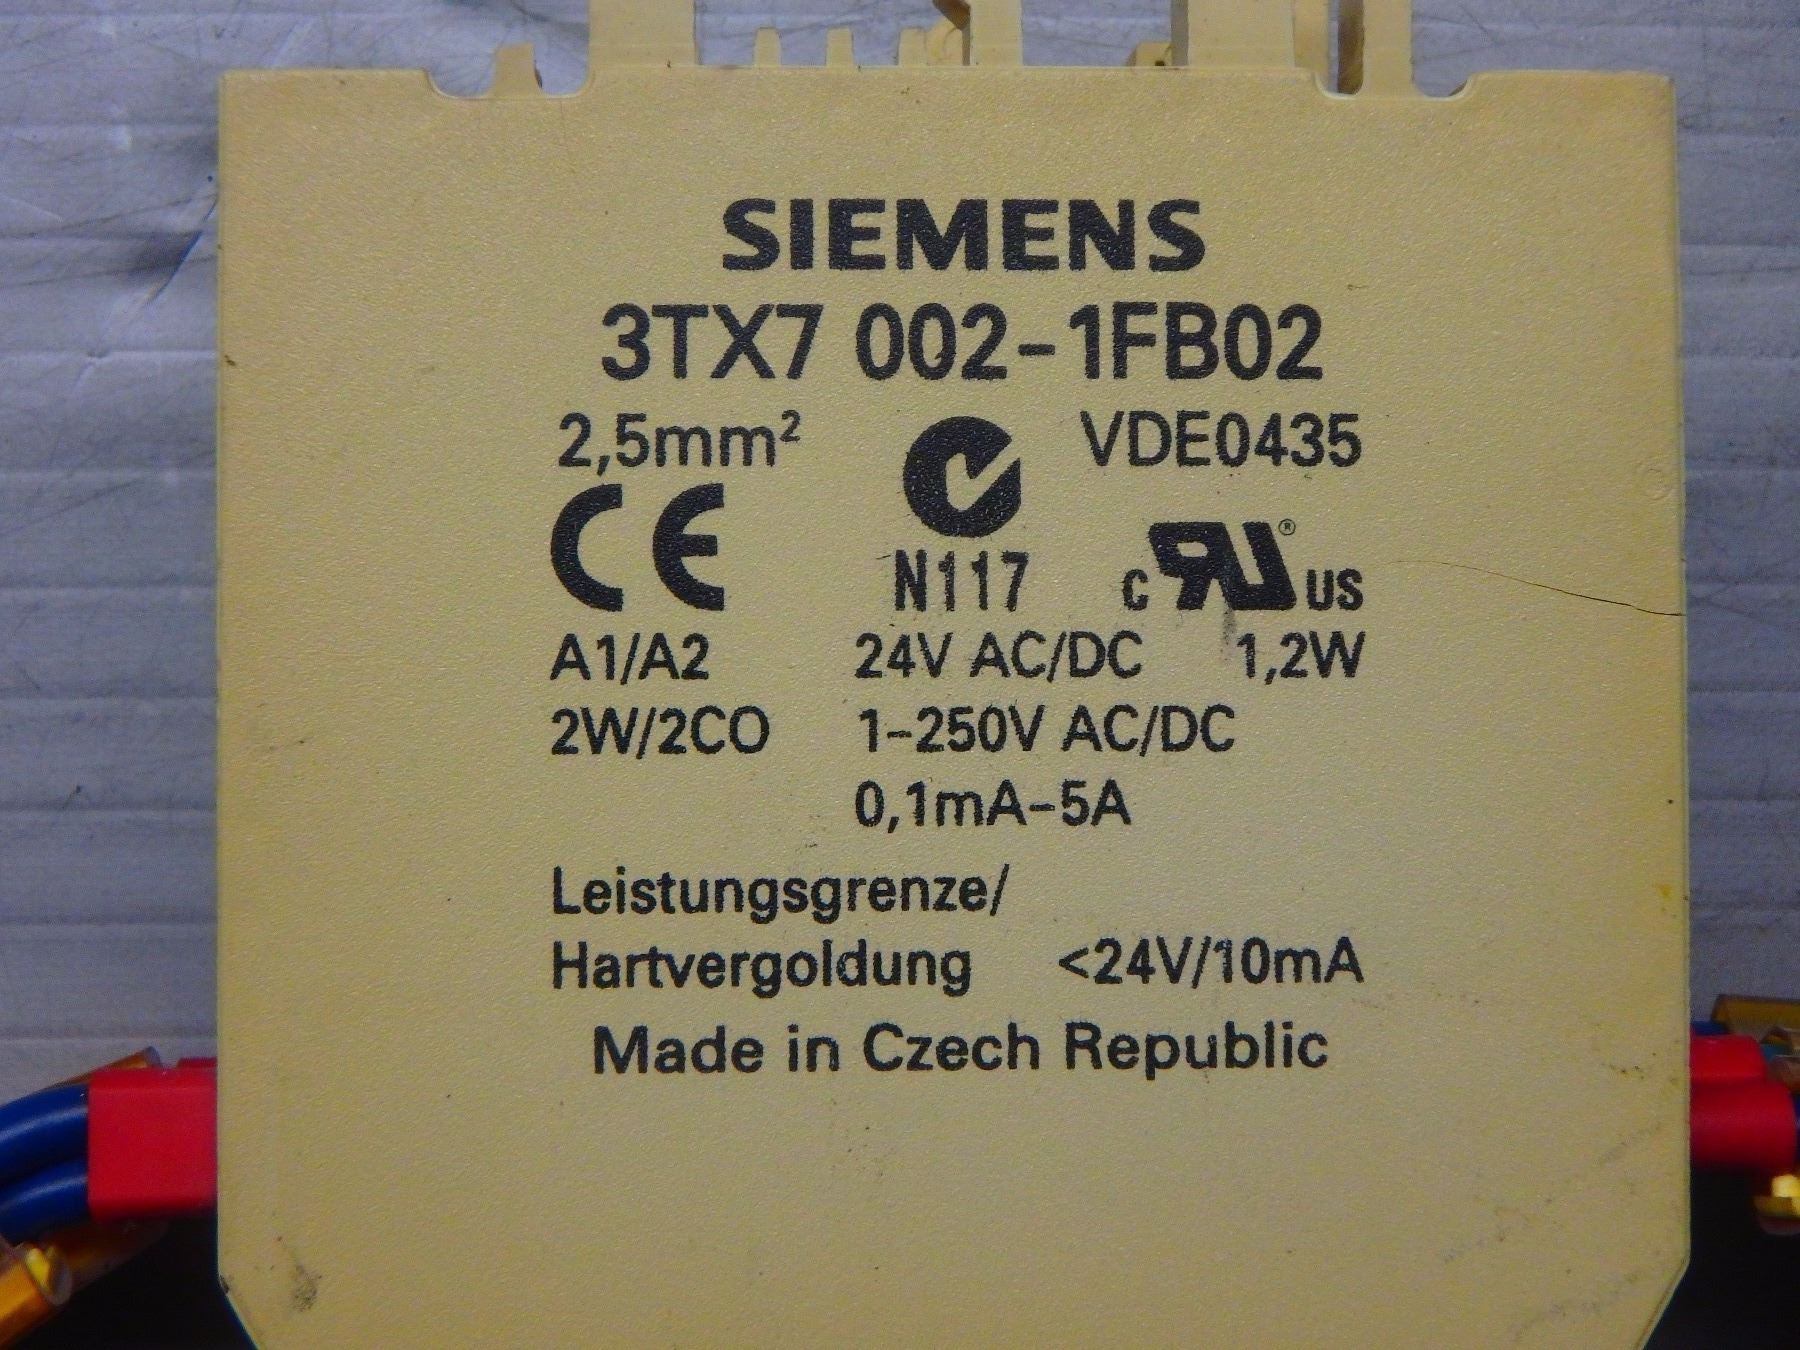 SIEMENS
3TX7 002-1FB02
2,5mm² VDE0435
CE N117 c RU® US
A1/A2 24V AC/DC 1,2W
2W/2CO 1-250V AC/DC
0,1mA-5A
Leistungsgrenze/
Hartvergoldung <24V/10mA
Made in Czech Republic